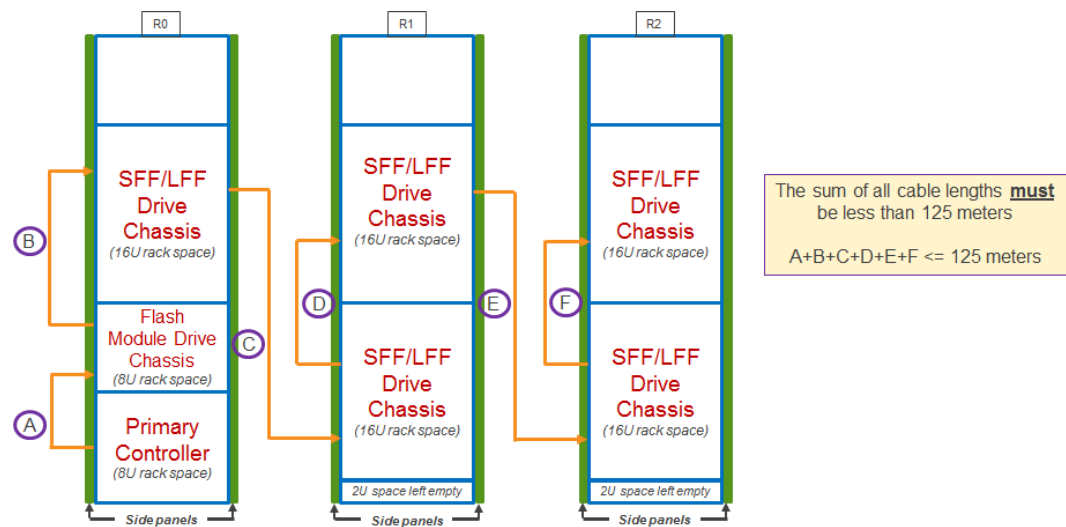 R0
R1
R2
SFF/LFF
Drive
Chassis
(16U rack space)
Flash
Module Drive
Chassis
(8U rack space)
Primary
Controller
(8U rack space)
A
B
C
Side panels
SFF/LFF
Drive
Chassis
(16U rack space)
SFF/LFF
Drive
Chassis
(16U rack space)
2U space left empty
D
E
Side panels
SFF/LFF
Drive
Chassis
(16U rack space)
SFF/LFF
Drive
Chassis
(16U rack space)
2U space left empty
F
Side panels
The sum of all cable lengths must
be less than 125 meters
A+B+C+D+E+F <= 125 meters